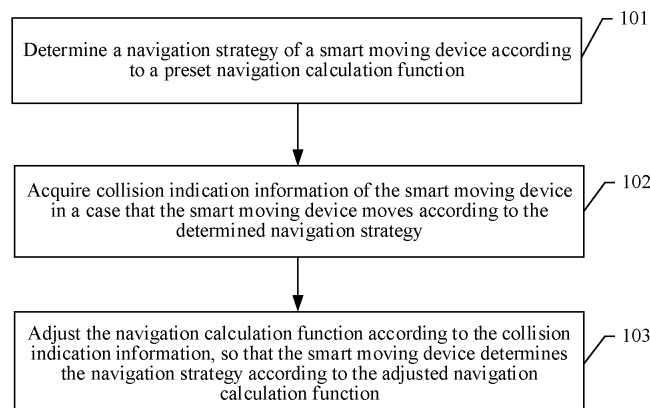 101
Determine a navigation strategy of a smart moving device according
to a preset navigation calculation function
102
Acquire collision indication information of the smart moving device
in a case that the smart moving device moves according to the
determined navigation strategy
103
Adjust the navigation calculation function according to the collision
indication information, so that the smart moving device determines
the navigation strategy according to the adjusted navigation
calculation function